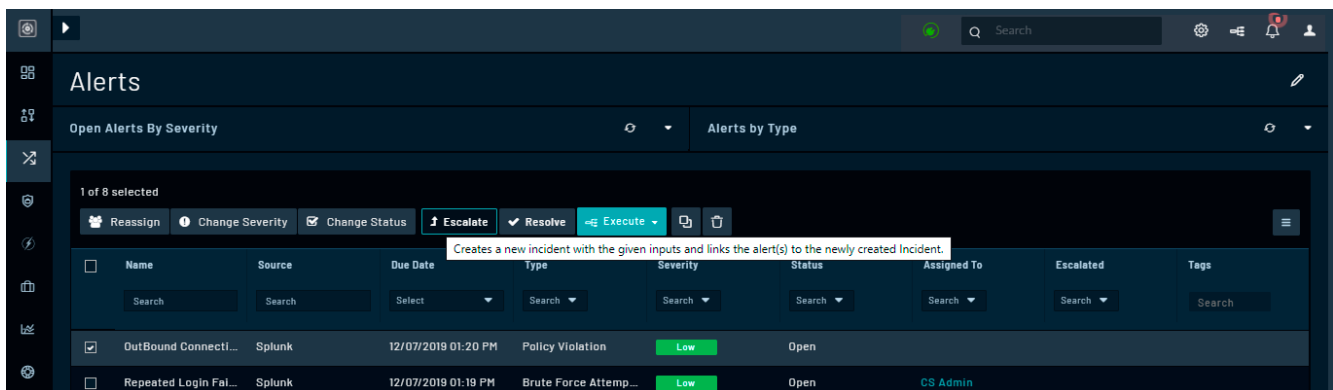 Search
Alerts
Open Alerts By Severity
Alerts by Type
1 of 8 selected
Reassign Change Severity Change Status Escalate Resolve Execute
Creates a new incident with the given inputs and links the alert(s) to the newly created Incident.
Name Source Due Date Type Severity Status Assigned To Escalated Tags
Search Search Select Search Search Search Search Search Search
OutBound Connecti... Splunk 12/07/2019 01:20 PM Policy Violation Low Open
Repeated Login Fai... Splunk 12/07/2019 01:19 PM Brute Force Attemp... Low Open CS Admin